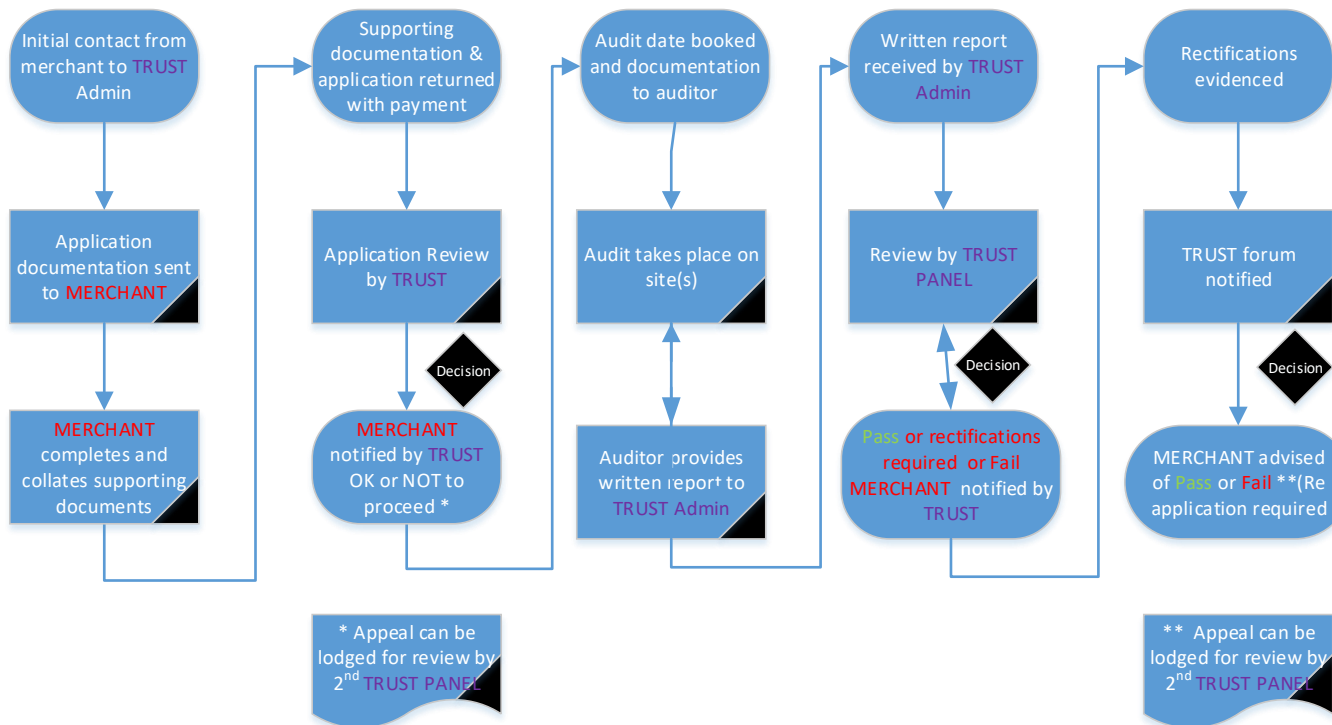 Initial contact from
merchant to TRUST
Admin
Application
documentation sent
to MERCHANT
MERCHANT
completes and
collates supporting
documents
Supporting
documentation &
application returned
with payment
Application Review
by TRUST
Decision
MERCHANT
notified by TRUST
OK or NOT to
proceed *
* Appeal can be
lodged for review by
2nd TRUST PANEL
Audit date booked
and documentation
to auditor
Audit takes place on
site(s)
Auditor provides
written report to
TRUST Admin
Written report
received by TRUST
Admin
Review by TRUST
PANEL
Decision
Pass or rectifications
required or Fail
MERCHANT notified by
TRUST
Rectifications
evidenced
TRUST forum
notified
Decision
MERCHANT advised
of Pass or Fail **(Re
application required
** Appeal can be
lodged for review by
2nd TRUST PANEL